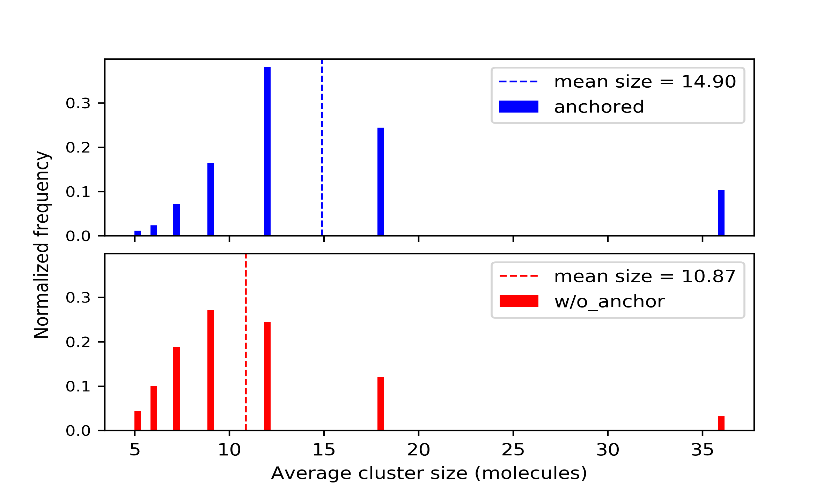 mean size = 14.90
anchored
0.3
0.2
0.1
0.0
Normalized frequency
mean size = 10.87
w/o_anchor
0.3
0.2
0.1
0.0
5 10 15 20 25 30 35
Average cluster size (molecules)